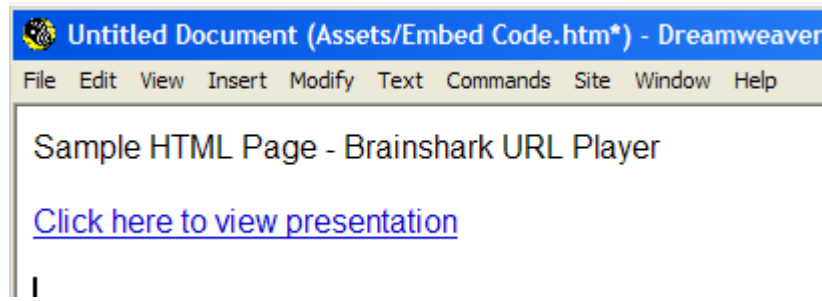 Untitled Document (Assets/Embed Code.htm*) - Dreamweaver
File Edit View Insert Modify Text Commands Site Window Help
Sample HTML Page - Brainshark URL Player
Click here to view presentation